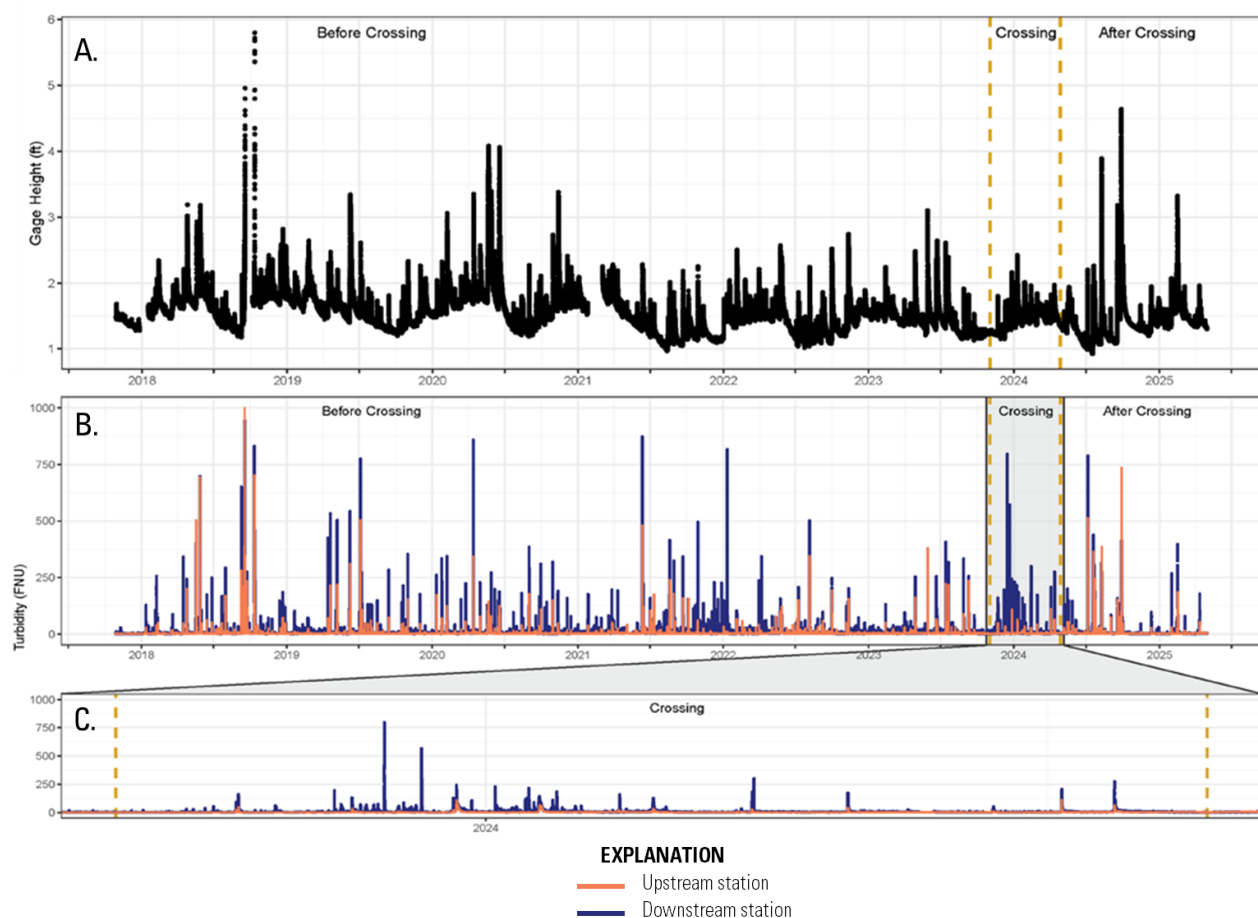 A.
Before Crossing
Crossing
After Crossing
Gage Height (ft)
6
5
4
3
2
1
2018
2019
2020
2021
2022
2023
2024
2025
B.
Before Crossing
Crossing
After Crossing
Turbidity (FNU)
1000
750
500
250
0
2018
2019
2020
2021
2022
2023
2024
2025
C.
Crossing
1000
750
500
250
0
2024
EXPLANATION
Upstream station
Downstream station